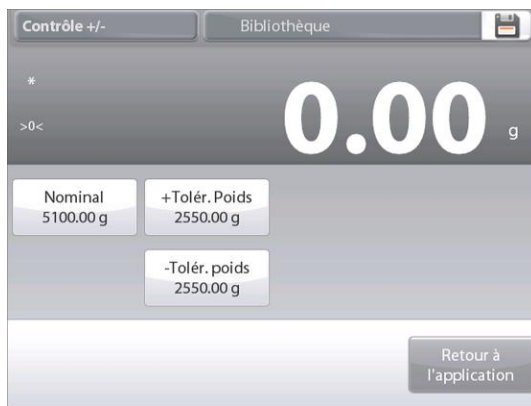 Contrôle +/-
Bibliothèque
*
>0<
0.00 g
Nominal
5100.00 g
+Tolér. Poids
2550.00 g
-Tolér. poids
2550.00 g
Retour à
l'application